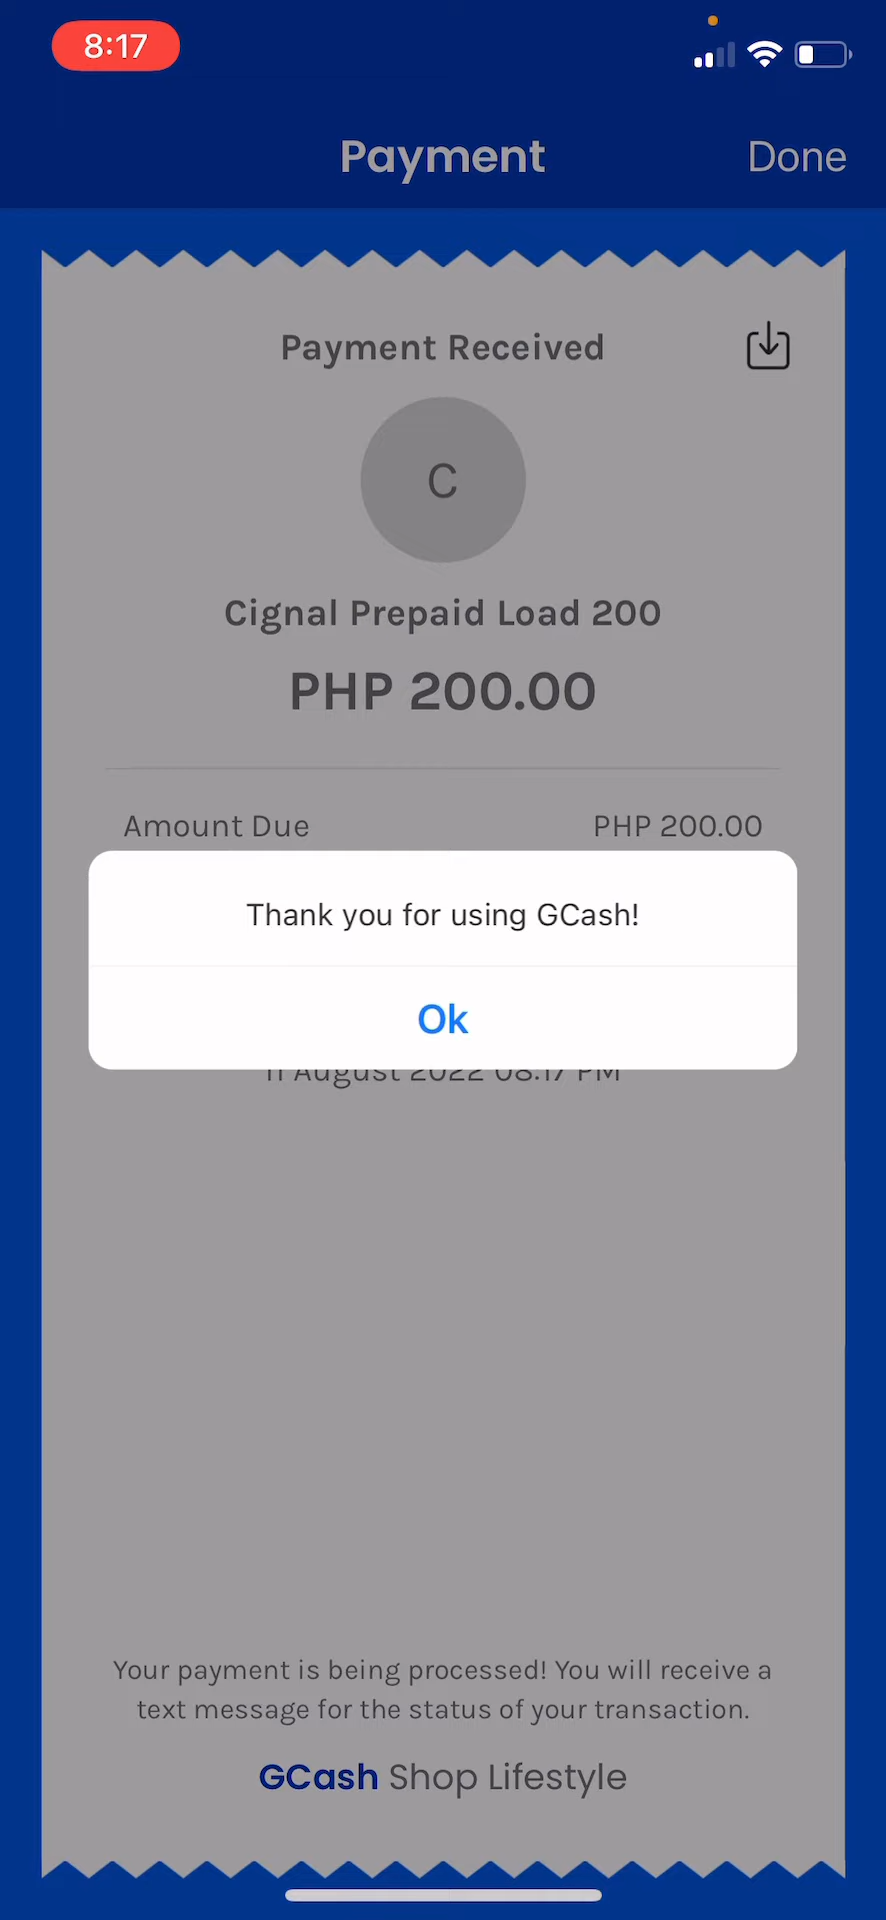 8:17
Payment
Done
Payment Received
C
Cignal Prepaid Load 200
PHP 200.00
Amount Due PHP 200.00
Thank you for using GCash!
Ok
11 August 2022 08:17 PM
Your payment is being processed! You will receive a
text message for the status of your transaction.
GCash Shop Lifestyle